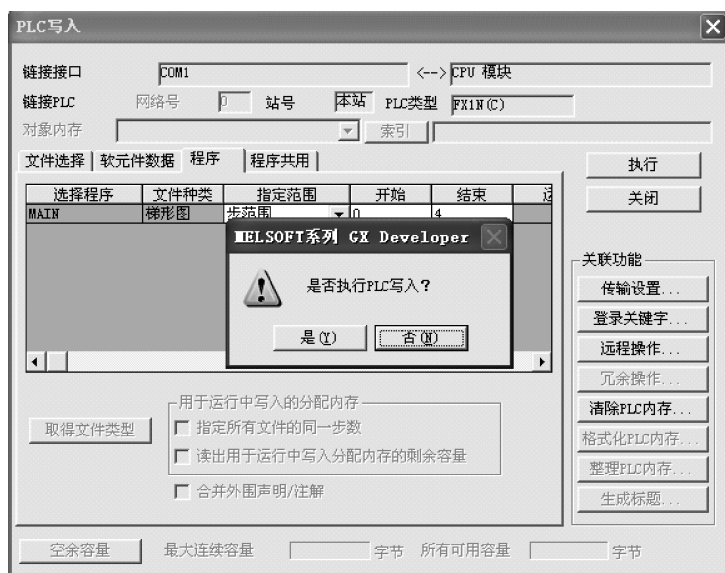 PLC写入
链接接口 COM1 <--> CPU 模块
链接PLC 网络号 0 站号 本站 PLC类型 FX1N(C)
对象内存 索引
文件选择 软元件数据 程序 程序共用
执行
选择程序 文件种类 指定范围 开始 结束
关闭
MAIN 梯形图 步范围 0 4
MELSOFT系列 GX Developer
是否执行PLC写入?
是(Y) 否(N)
关联功能
传输设置...
登录关键字...
远程操作...
冗余操作...
清除PLC内存...
格式化PLC内存...
整理PLC内存...
生成标题...
用于运行中写入的分配内存
取得文件类型
指定所有文件的同一步数
读出用于运行中写入分配内存的剩余容量
合并外围声明/注解
空余容量 最大连续容量 字节 所有可用容量 字节